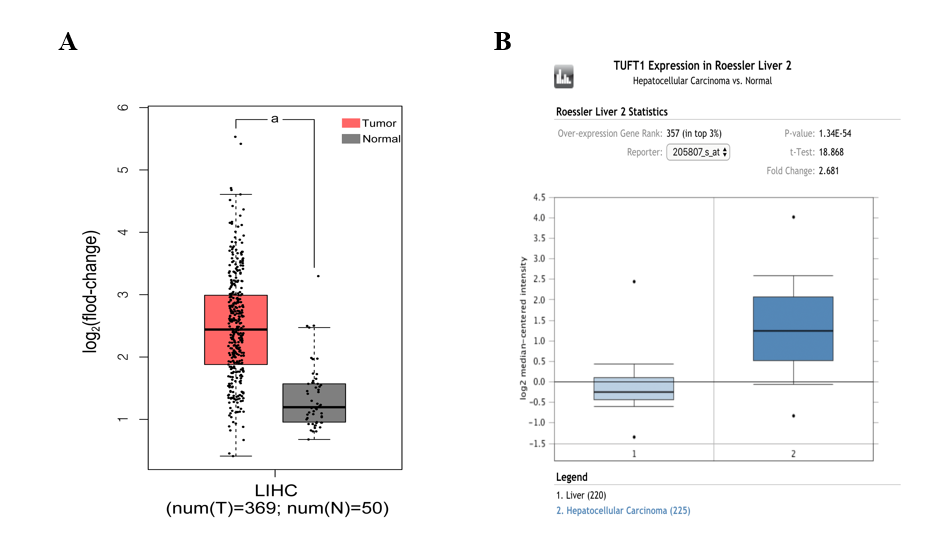 A
B
6
5
4
3
2
1
log2(flod-change)
a
Tumor
Normal
LIHC
(num(T)=369; num(N)=50)
TUFT1 Expression in Roessler Liver 2
Hepatocellular Carcinoma vs. Normal
Roessler Liver 2 Statistics
Over-expression Gene Rank: 357 (in top 3%)
P-value: 1.34E-54
Reporter: 205807_s_at
t-Test: 18.868
Fold Change: 2.681
4.5
4.0
3.5
3.0
2.5
2.0
1.5
1.0
0.5
0.0
-0.5
-1.0
-1.5
log2 median-centered intensity
1
2
Legend
1. Liver (220)
2. Hepatocellular Carcinoma (225)